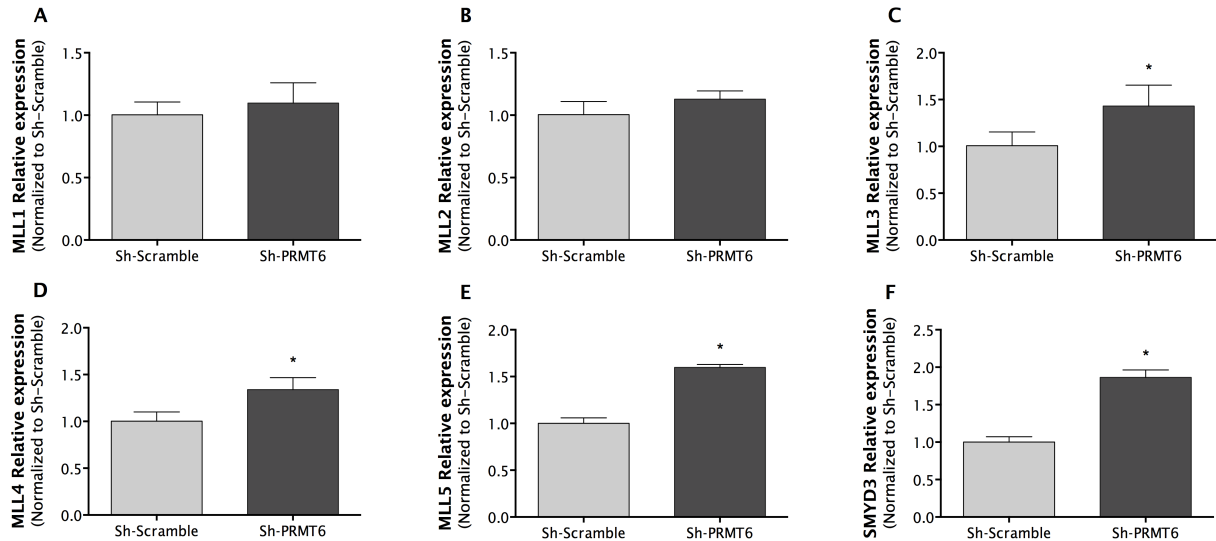 A
MLL1 Relative expression
(Normalized to Sh-Scramble)
1.5
1.0
0.5
0.0
Sh-Scramble
Sh-PRMT6
B
MLL2 Relative expression
(Normalized to Sh-Scramble)
1.5
1.0
0.5
0.0
Sh-Scramble
Sh-PRMT6
C
MLL3 Relative expression
(Normalized to Sh-Scramble)
2.0
1.5
1.0
0.5
0.0
*
Sh-Scramble
Sh-PRMT6
D
MLL4 Relative expression
(Normalized to Sh-Scramble)
2.0
1.5
1.0
0.5
0.0
*
Sh-Scramble
Sh-PRMT6
E
MLL5 Relative expression
(Normalized to Sh-Scramble)
2.0
1.5
1.0
0.5
0.0
*
Sh-Scramble
Sh-PRMT6
F
SMYD3 Relative expression
(Normalized to Sh-Scramble)
2.5
2.0
1.5
1.0
0.5
0.0
*
Sh-Scramble
Sh-PRMT6